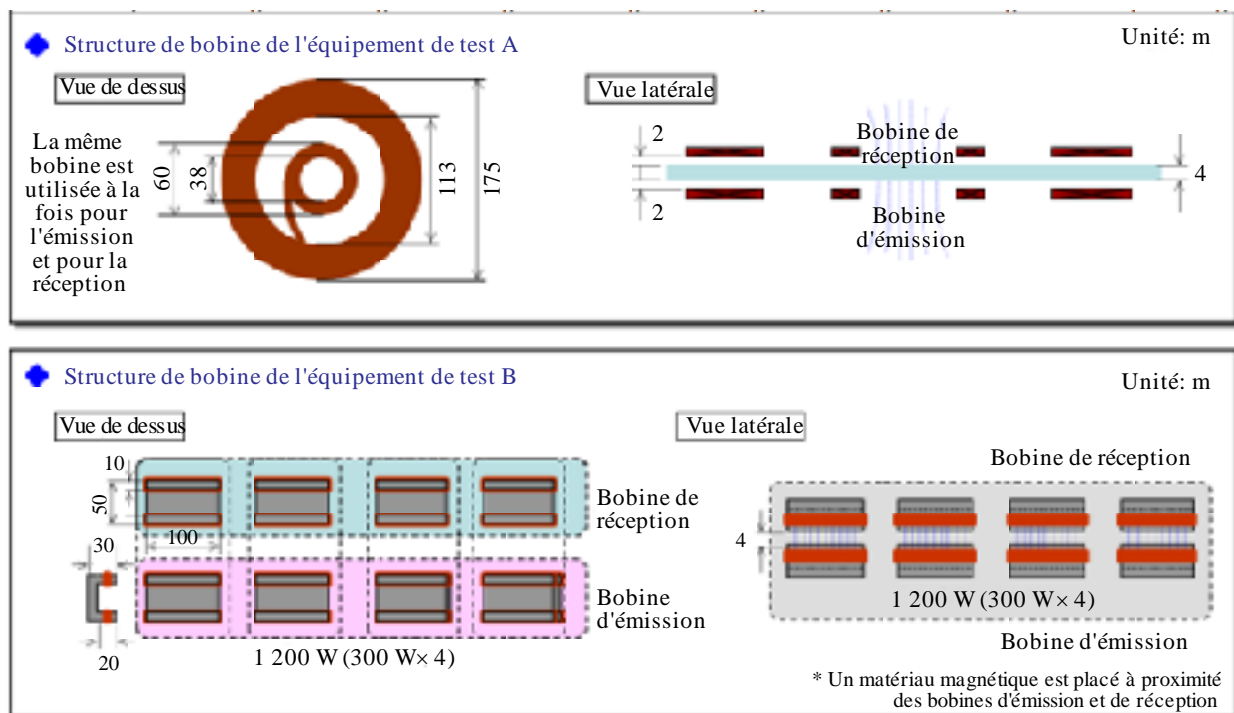 Structure de bobine de l'équipement de test A
Unité: m
Vue de dessus
Vue latérale
La même
bobine est
utilisée à la
fois pour
l'émission
et pour la
réception
60
38
113
175
2
2
4
Bobine de
réception
Bobine
d'émission
Structure de bobine de l'équipement de test B
Unité: m
Vue de dessus
Vue latérale
10
50
100
30
20
Bobine de
réception
Bobine
d'émission
1 200 W (300 W× 4)
Bobine de réception
4
1 200 W (300 W× 4)
Bobine d'émission
* Un matériau magnétique est placé à proximité
des bobines d'émission et de réception